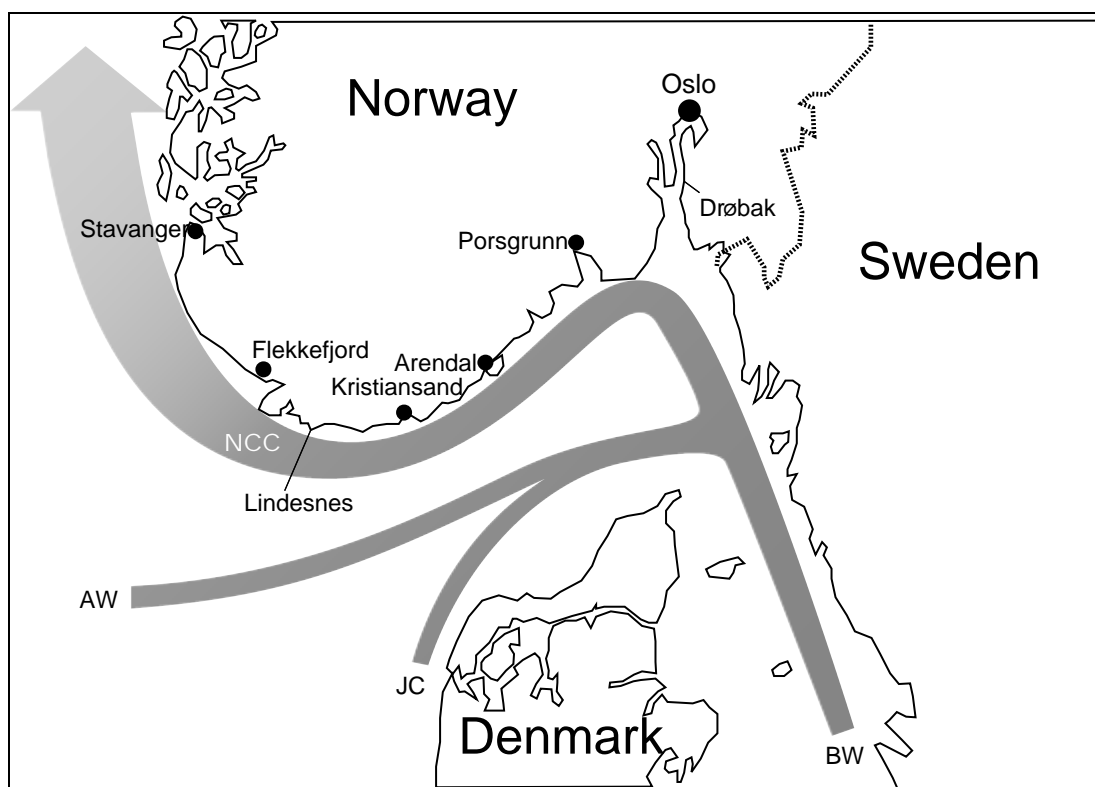 Oslo
Norway
Drøbak
Stavanger
Porsgrunn
Sweden
Flekkefjord
Arendal
Kristiansand
NCC
Lindesnes
AW
JC
Denmark
BW